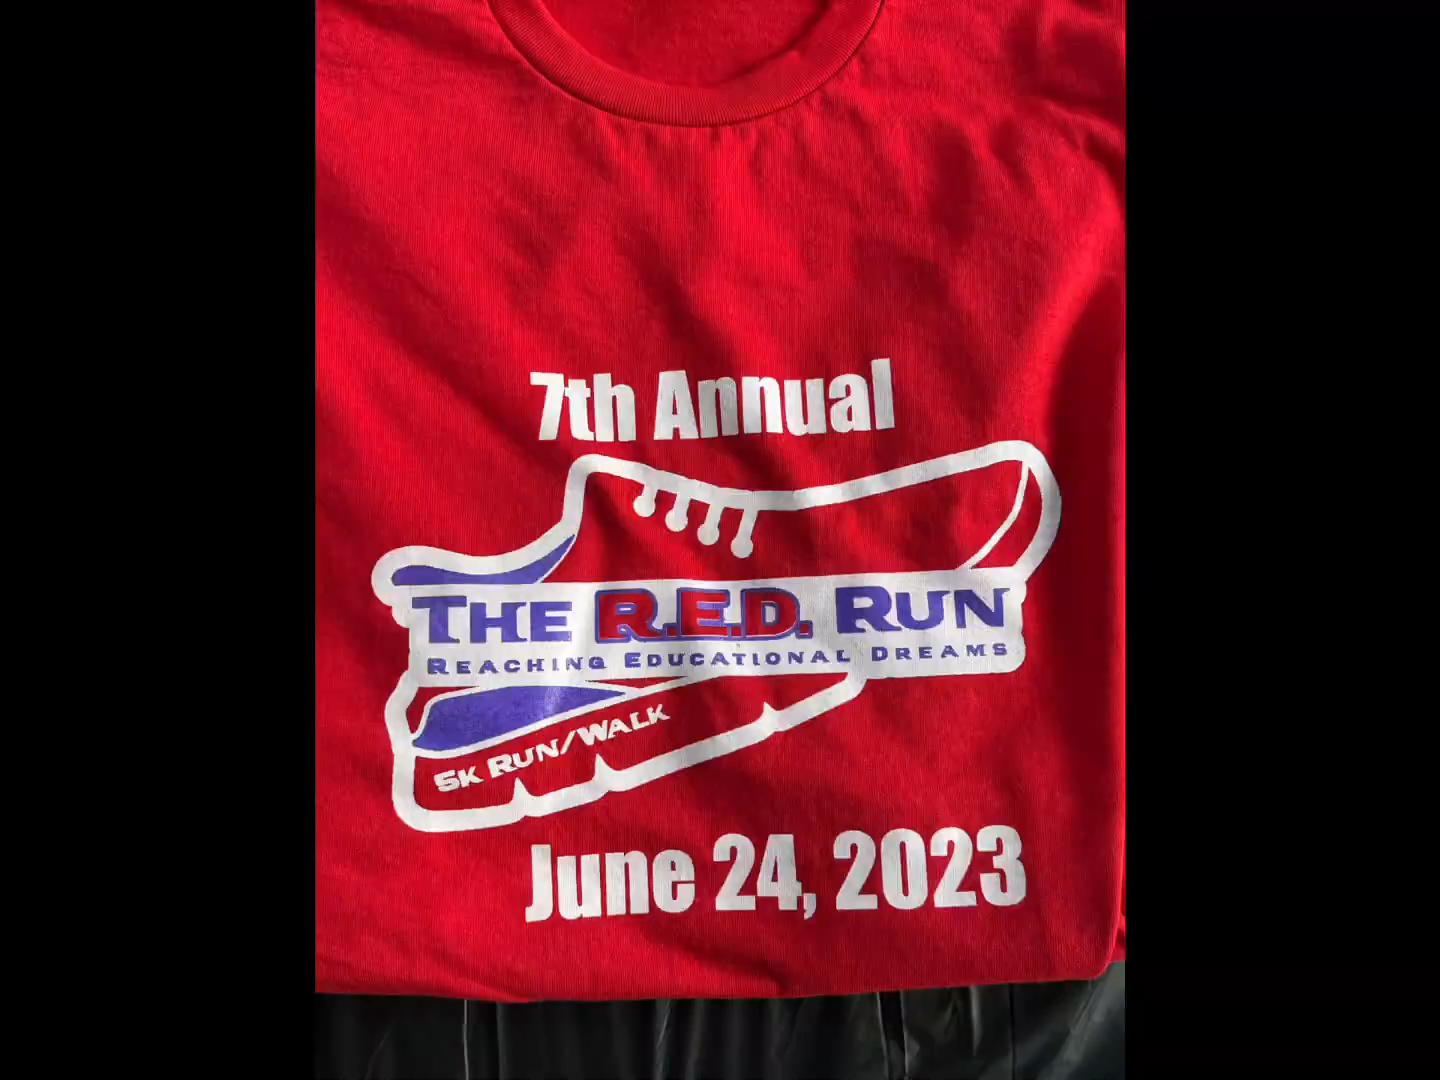 7th Annual
THE R.E.D. RUN
REACHING EDUCATIONAL DREAMS
5K RUN/WALK
June 24, 2023